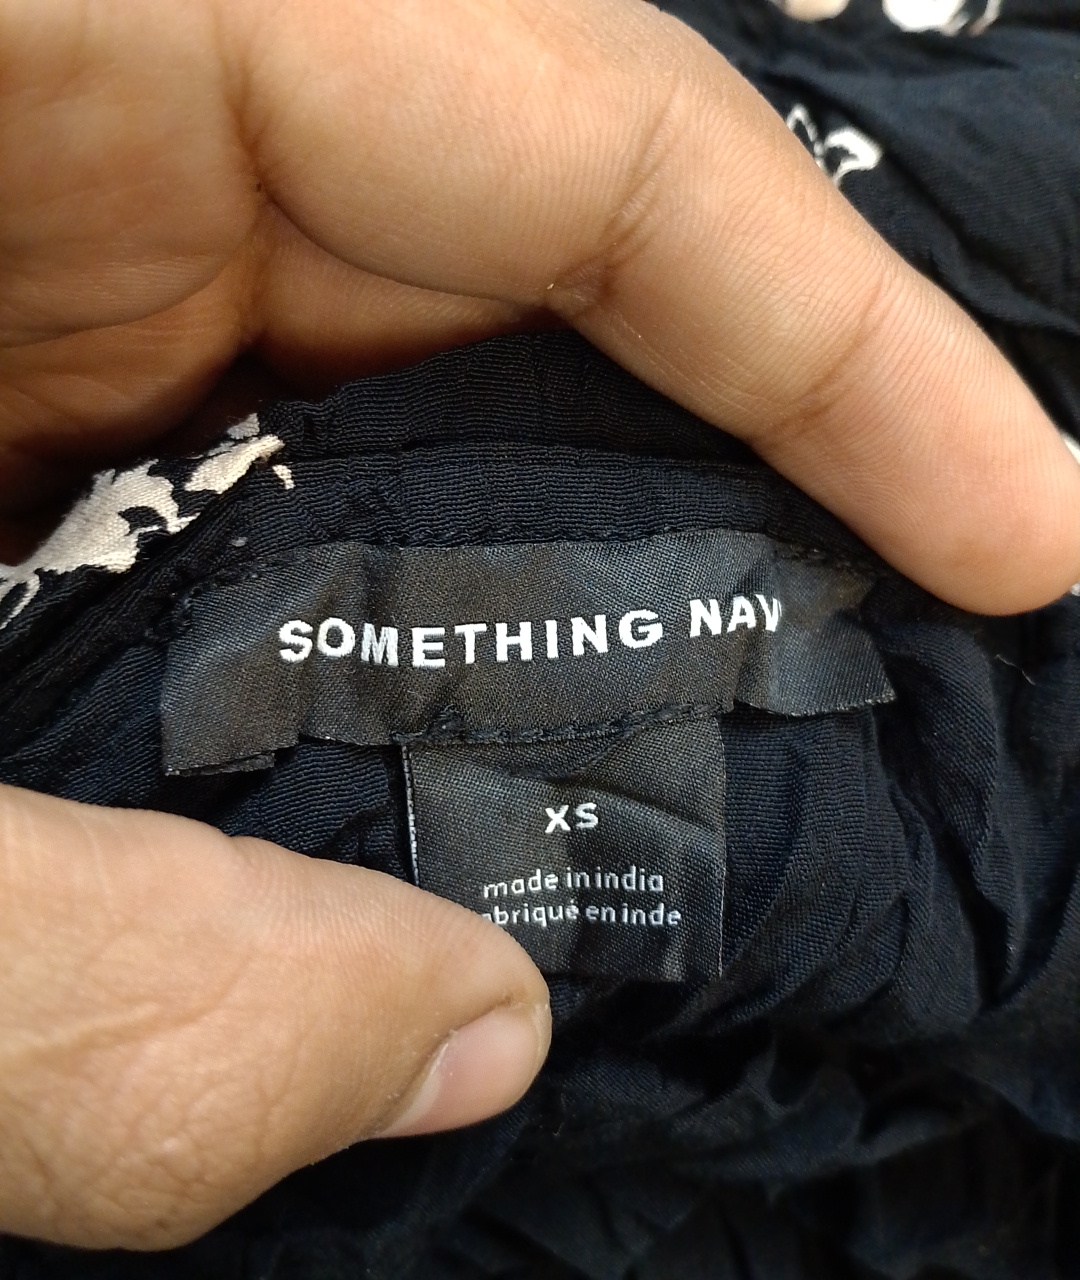 SOMETHING NAV
XS
made in india
abriqué en inde